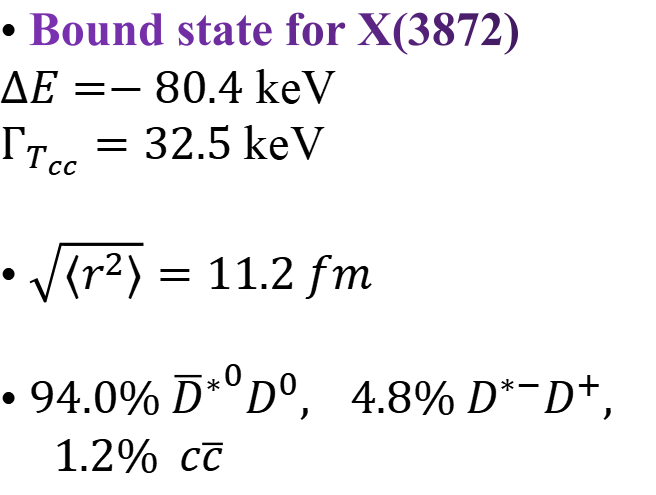 • Bound state for X(3872)
Δ𝐸 =− 80.4 keV
Γ_{T_{cc}} = 32.5 keV
• √⟨r²⟩ = 11.2 fm
• 94.0% D̅*⁰D⁰, 4.8% D*⁻D⁺,
1.2% cc̅